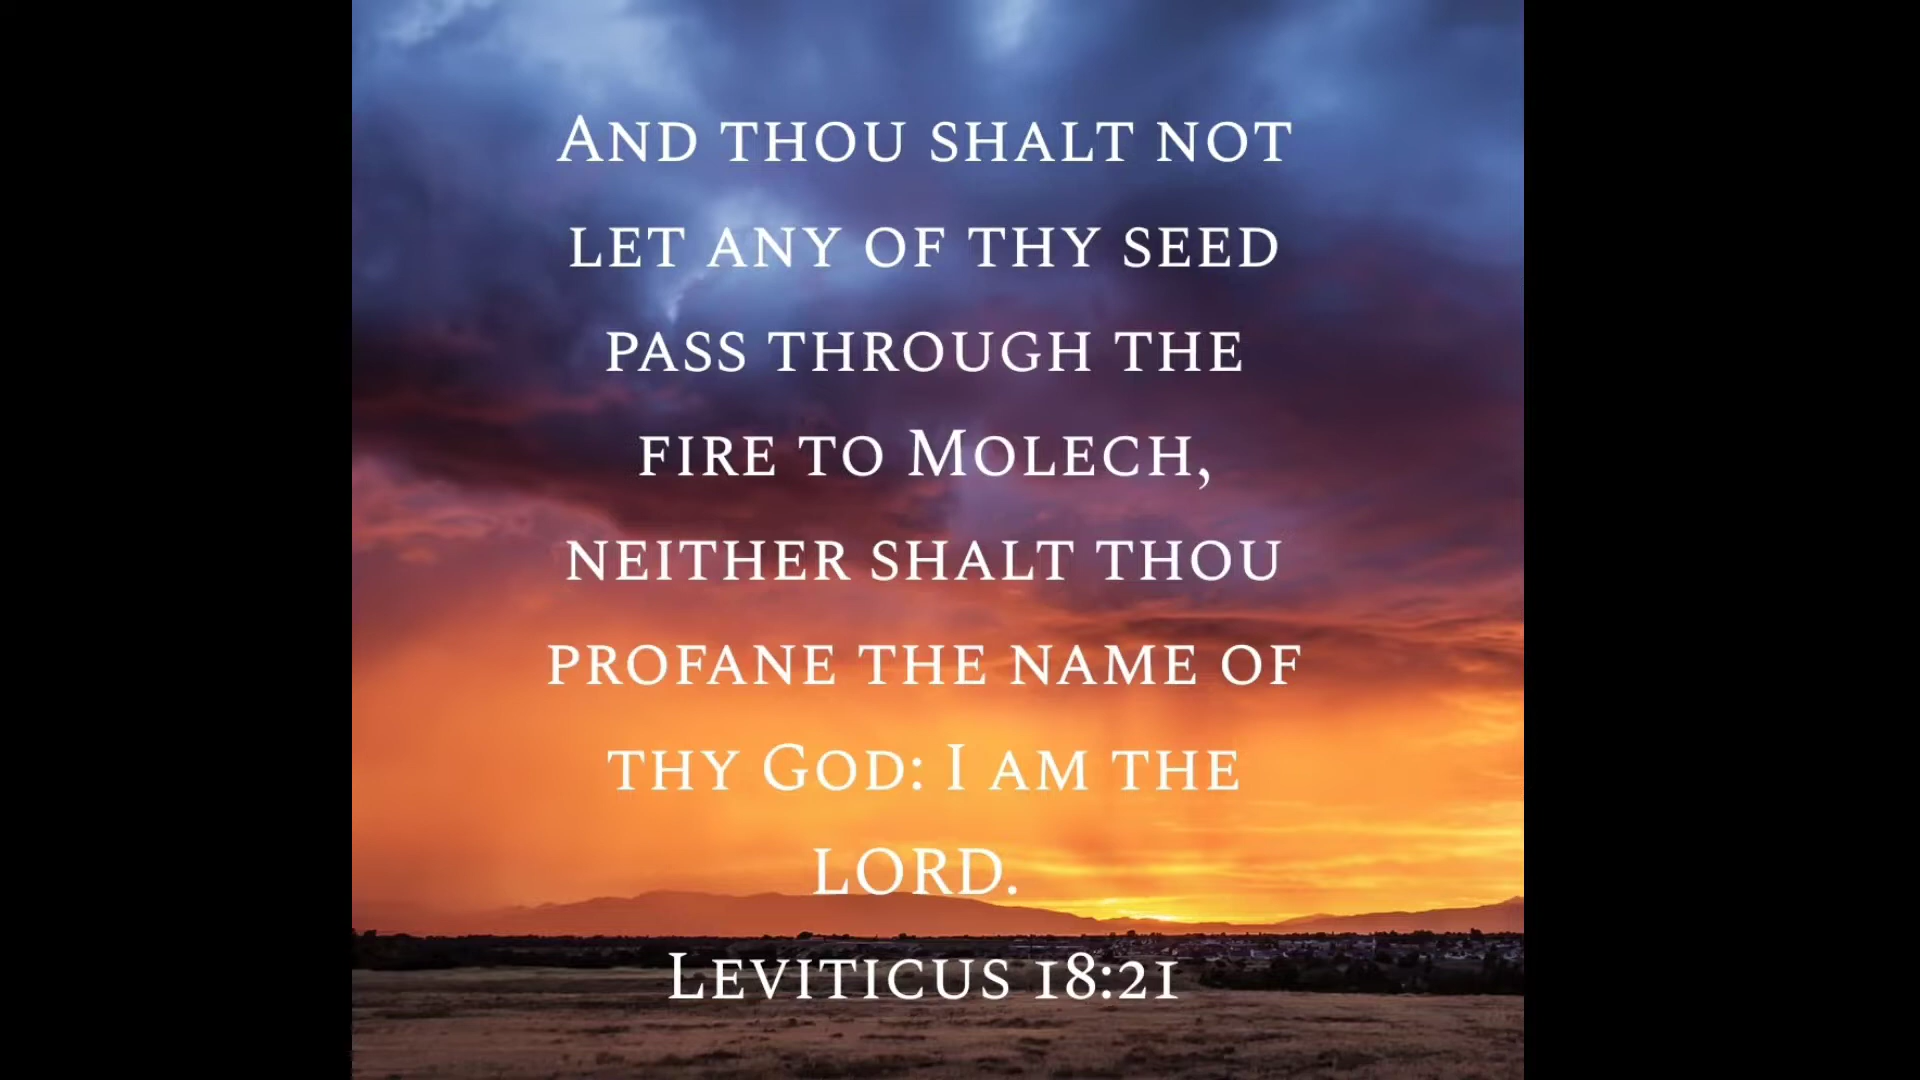 And thou shalt not
let any of thy seed
pass through the
fire to Molech,
neither shalt thou
profane the name of
thy God: I am the
LORD.
Leviticus 18:21